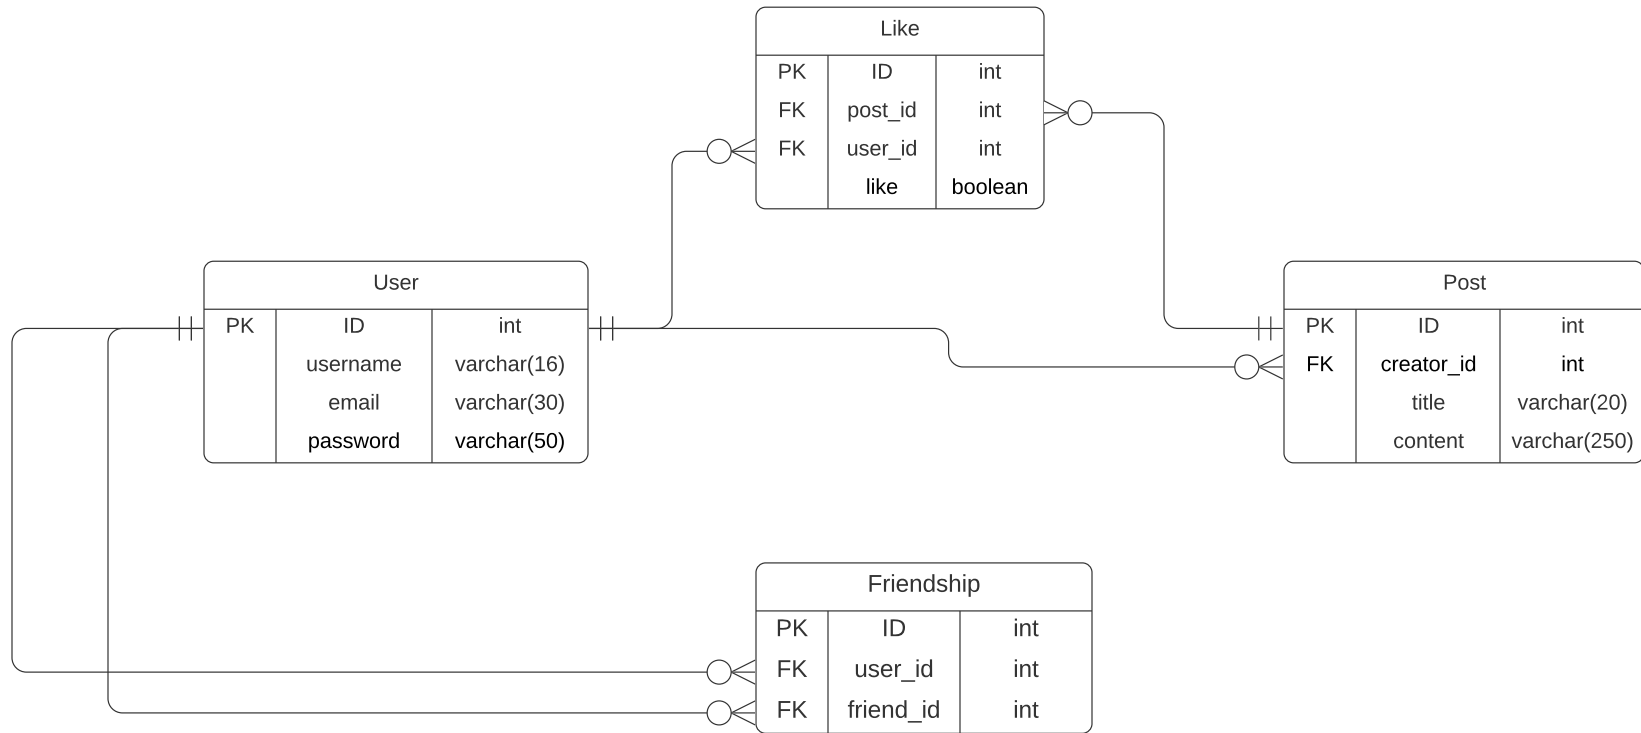 Like
PK ID int
FK post_id int
FK user_id int
like boolean
User
PK ID int
username varchar(16)
email varchar(30)
password varchar(50)
Post
PK ID int
FK creator_id int
title varchar(20)
content varchar(250)
Friendship
PK ID int
FK user_id int
FK friend_id int